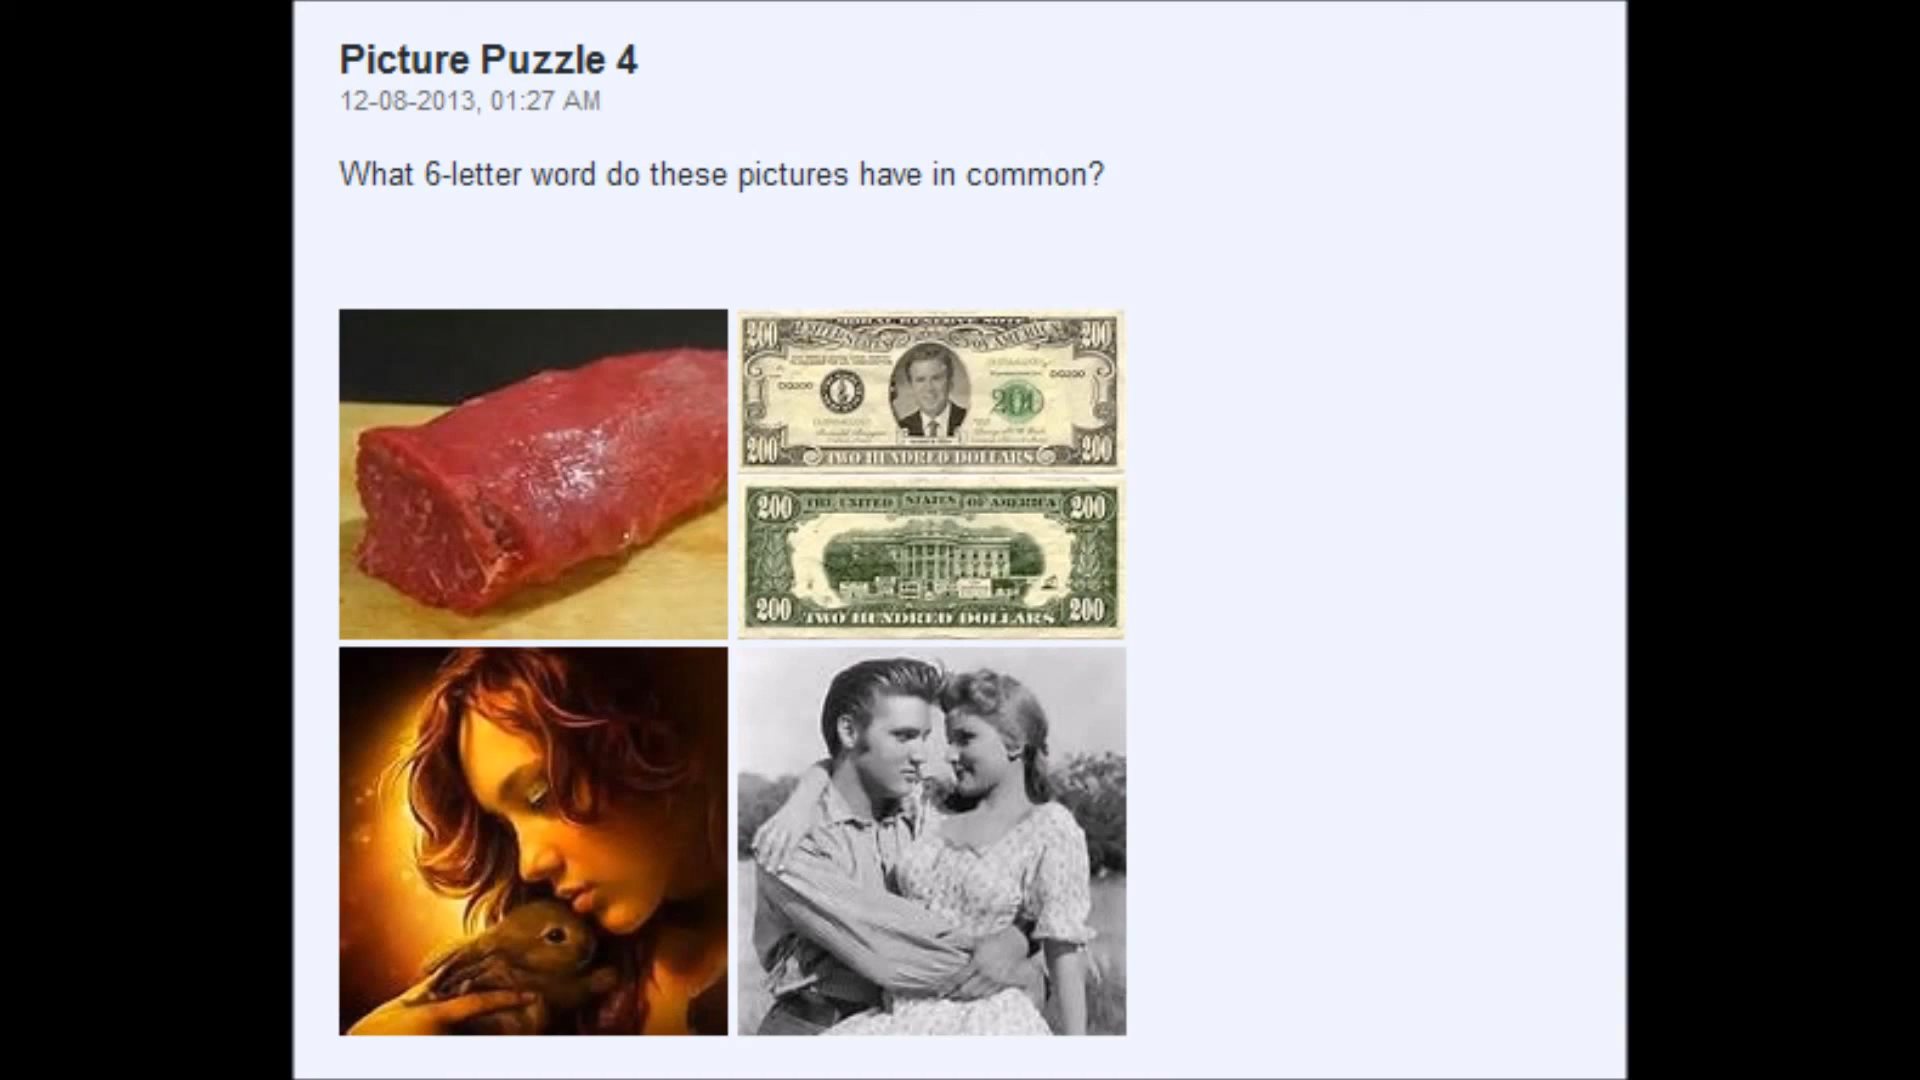 Picture Puzzle 4
12-08-2013, 01:27 AM
What 6-letter word do these pictures have in common?
200 200
DQ200 DQ200
200 TWO HUNDRED DOLLARS 200
200 THE UNITED STATES OF AMERICA 200
200 TWO HUNDRED DOLLARS 200